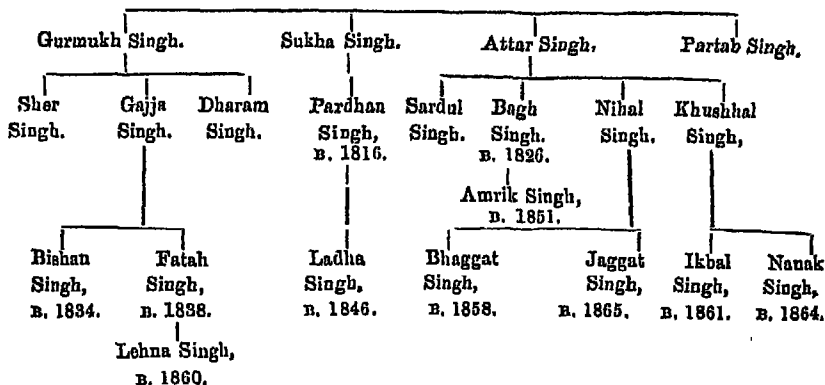 Gurmukh Singh. Sukha Singh. Attar Singh. Partab Singh.
Sher Gajja Dharam Pardhan Sardul Bagh Nihal Khushhal
Singh. Singh. Singh. Singh, Singh. Singh. Singh. Singh,
B. 1816. B. 1826.
Amrik Singh,
B. 1851.
Bishan Fatah Ladha Bhaggat Jaggat Ikbal Nanak
Singh, Singh, Singh, Singh, Singh, Singh, Singh,
B. 1834. B. 1838. B. 1846. B. 1858. B. 1865. B. 1861. B. 1864.
Lehna Singh,
B. 1860.